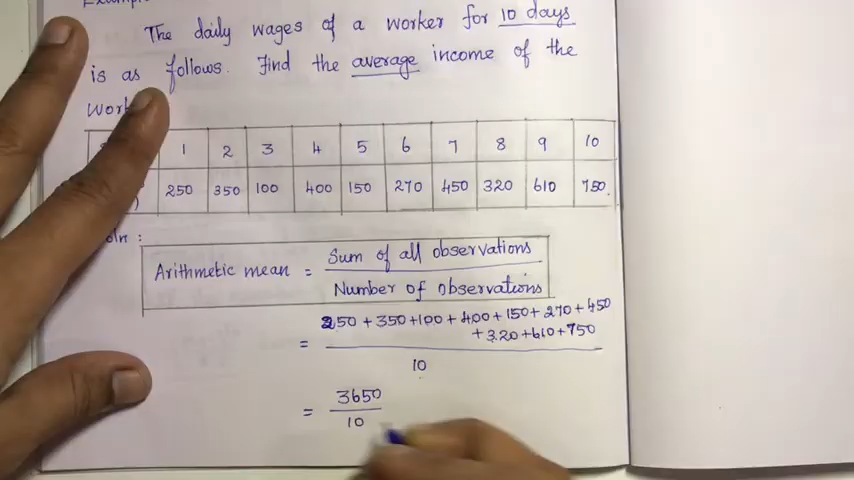 The daily wages of a worker for 10 days
is as follows. Find the average income of the
1 2 3 4 5 6 7 8 9 10
250 350 100 400 150 270 450 320 610 750.
oln :
Arithmetic mean = Sum of all observations
Number of observations
250 + 350 + 100 + 400 + 150 + 270 + 450
+ 320 + 610 + 750
=
10
= 3650
10